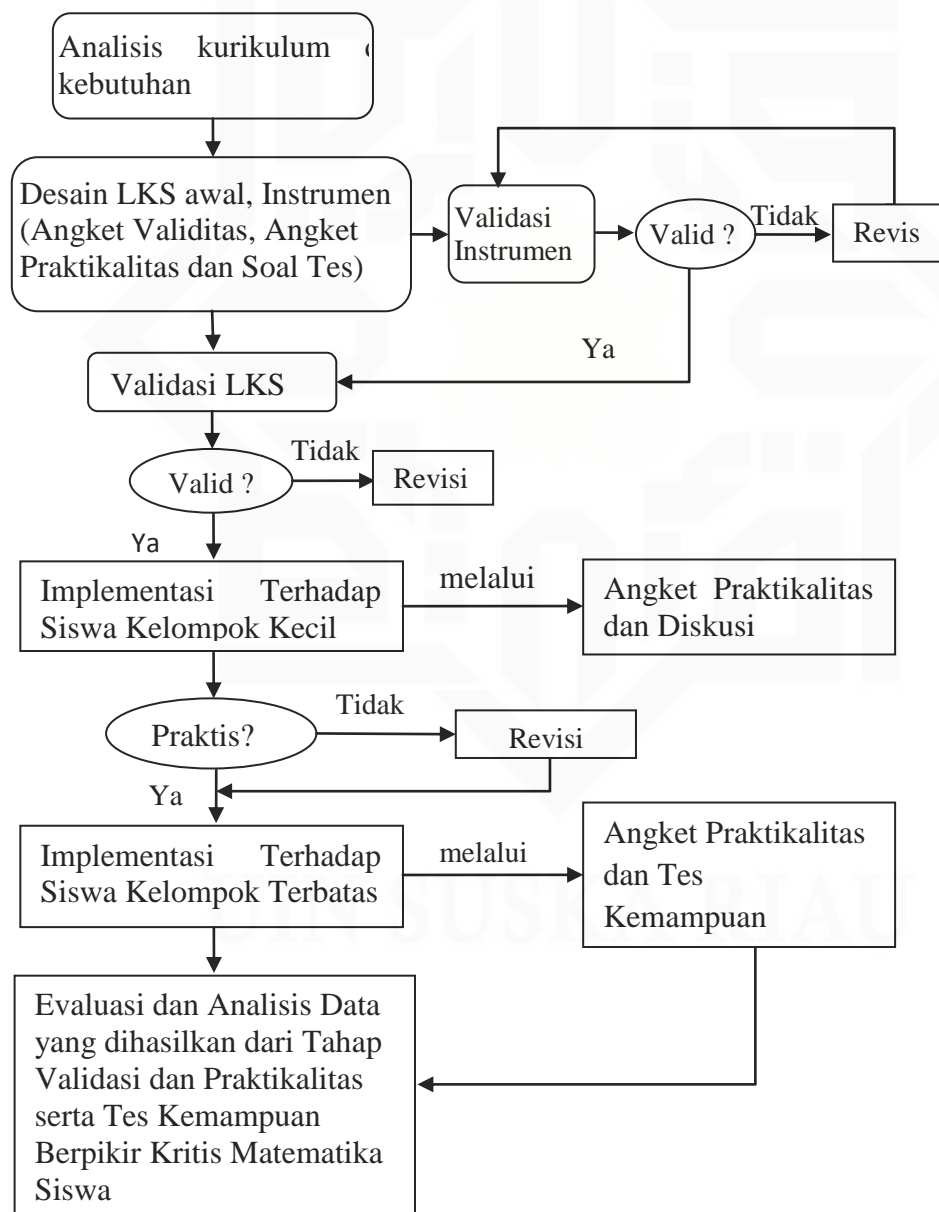 Analisis kurikulum
kebutuhan
Desain LKS awal, Instrumen
(Angket Validitas, Angket
Praktikalitas dan Soal Tes)
Validasi
Instrumen
Valid ?
Tidak
Revis
Ya
Validasi LKS
Valid ?
Tidak
Revisi
Ya
Implementasi Terhadap
Siswa Kelompok Kecil
melalui
Angket Praktikalitas
dan Diskusi
Praktis?
Tidak
Revisi
Ya
Implementasi Terhadap
Siswa Kelompok Terbatas
melalui
Angket Praktikalitas
dan Tes
Kemampuan
UIN SUSKA RIAU
Evaluasi dan Analisis Data
yang dihasilkan dari Tahap
Validasi dan Praktikalitas
serta Tes Kemampuan
Berpikir Kritis Matematika
Siswa